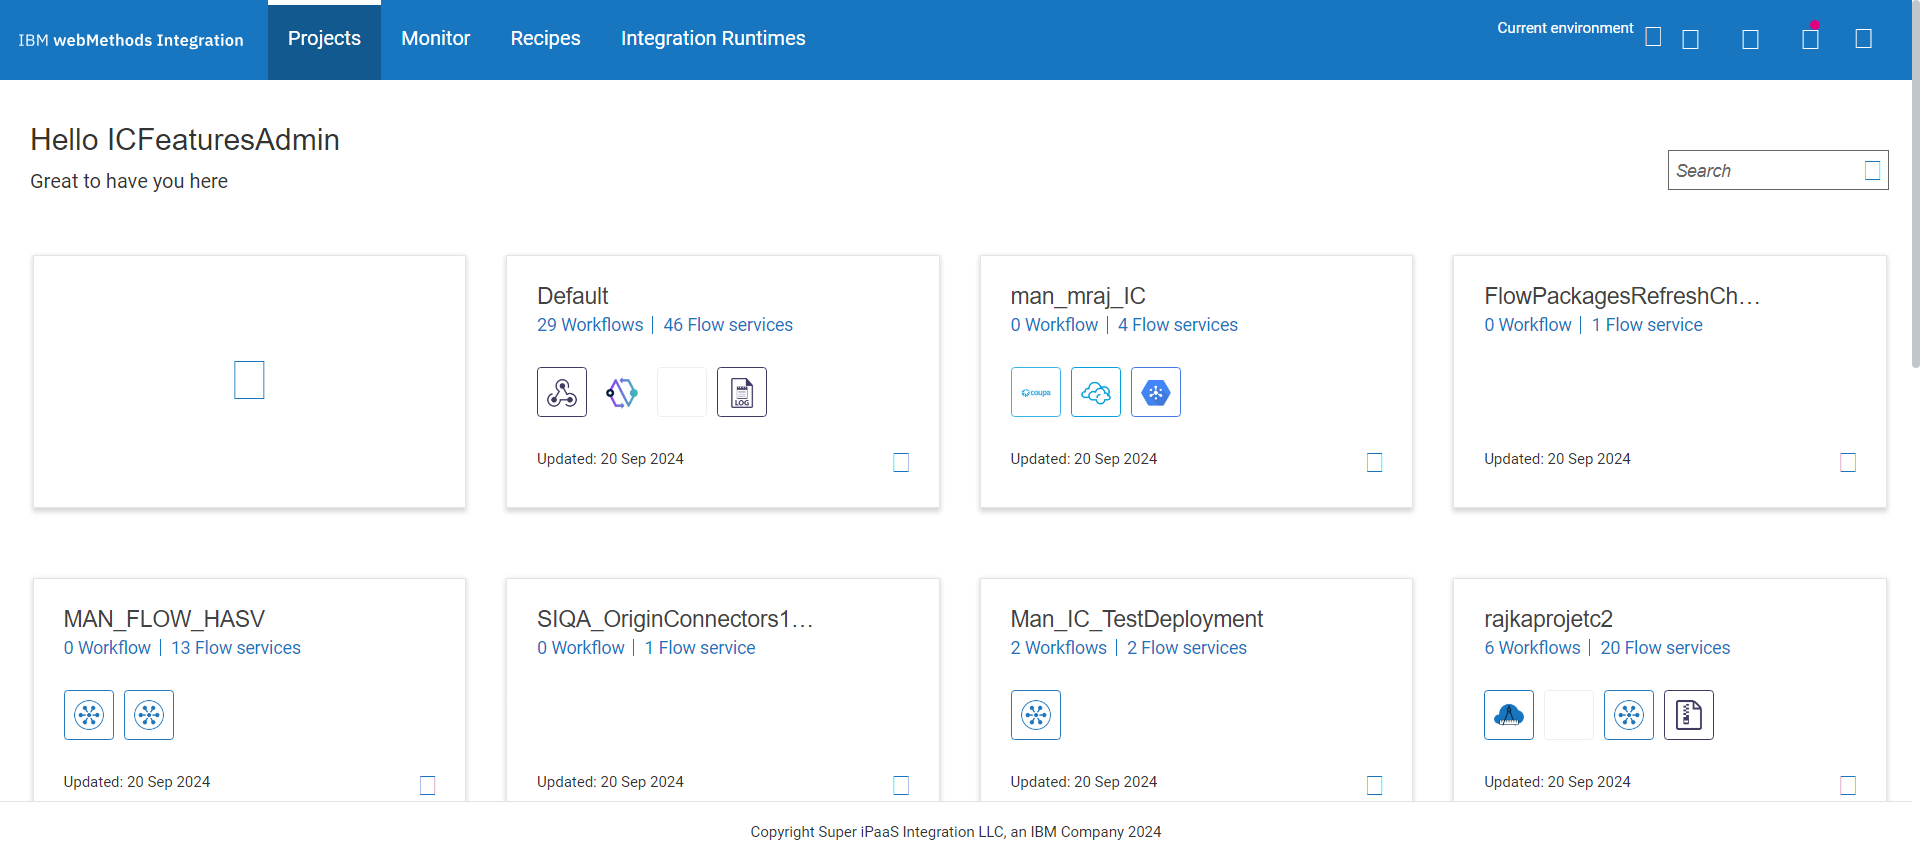 IBM webMethods Integration
Projects
Monitor
Recipes
Integration Runtimes
Current environment
Hello ICFeaturesAdmin
Great to have you here
Search
Default
29 Workflows | 46 Flow services
LOG
Updated: 20 Sep 2024
man_mraj_IC
0 Workflow | 4 Flow services
coupa
Updated: 20 Sep 2024
FlowPackagesRefreshCh...
0 Workflow | 1 Flow service
Updated: 20 Sep 2024
MAN_FLOW_HASV
0 Workflow | 13 Flow services
Updated: 20 Sep 2024
SIQA_OriginConnectors1...
0 Workflow | 1 Flow service
Updated: 20 Sep 2024
Man_IC_TestDeployment
2 Workflows | 2 Flow services
Updated: 20 Sep 2024
rajkaprojetc2
6 Workflows | 20 Flow services
Updated: 20 Sep 2024
Copyright Super iPaaS Integration LLC, an IBM Company 2024